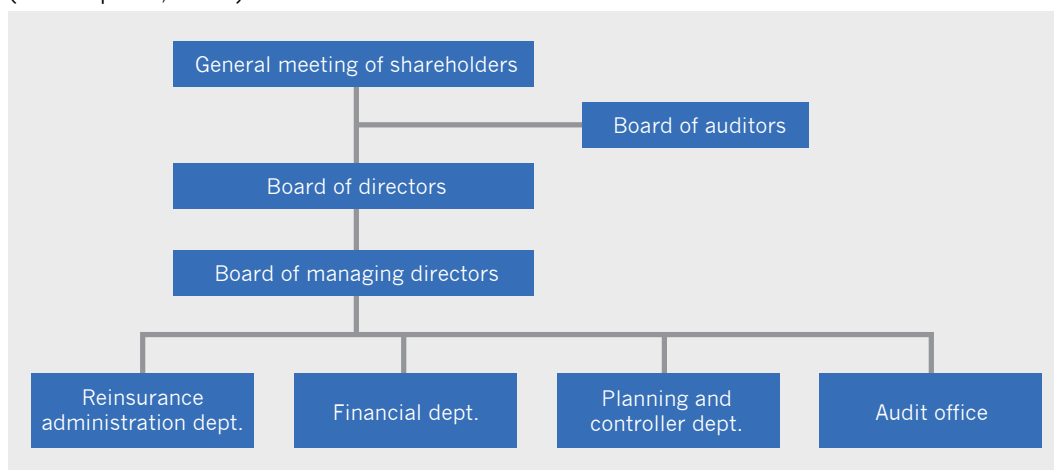 General meeting of shareholders
Board of auditors
Board of directors
Board of managing directors
Reinsurance
administration dept.
Financial dept.
Planning and
controller dept.
Audit office